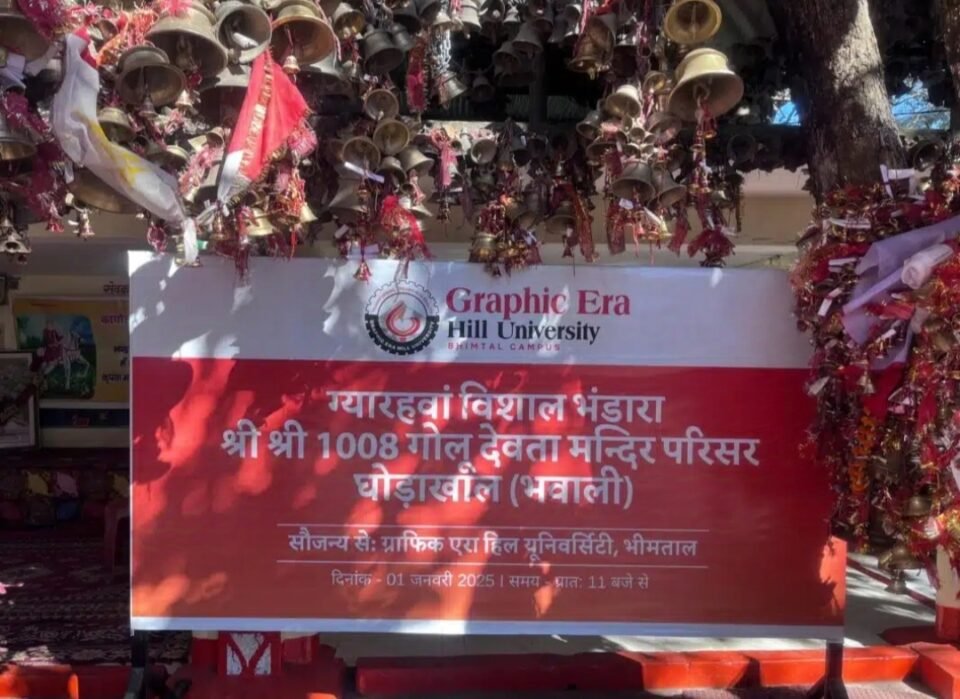 Graphic Era
Hill University
BHIMTAL CAMPUS
ग्यारहवां विशाल भंडारा
श्री श्री 1008 गोलू देवता मन्दिर परिसर
घोड़ाखाल (भवाली)
सौजन्य से: ग्राफिक एरा हिल यूनिवर्सिटी, भीमताल
दिनांक - 01 जनवरी 2025 | समय - प्रात: 11 बजे से